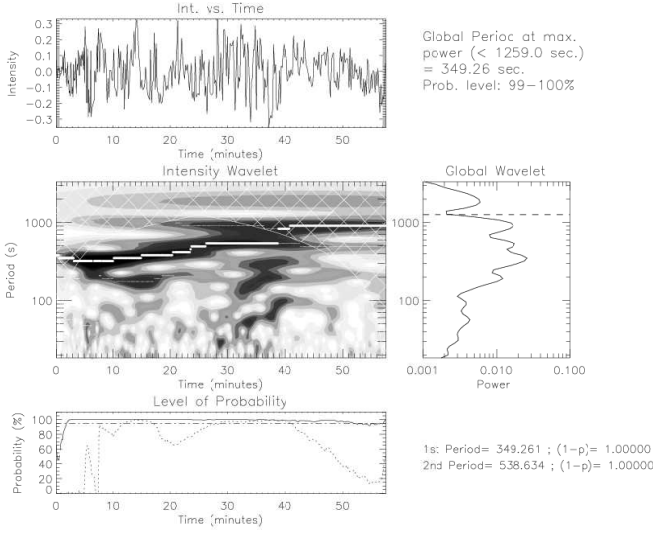 Int. vs. Time
0.3
0.2
0.1
0.0
−0.1
−0.2
−0.3
Intensity
0 10 20 30 40 50
Time (minutes)
Global Perioc at max.
power (< 1259.0 sec.)
= 349.26 sec.
Prob. level: 99−100%
Intensity Wavelet
1000
100
Period (s)
0 10 20 30 40 50
Time (minutes)
Global Wavelet
0.001 0.010 0.100
Power
Level of Probability
100
80
60
40
20
0
Probability (%)
0 10 20 30 40 50
Time (minutes)
1s: Period= 349.261 ; (1−p)= 1.00000
2nd Period= 538.634 ; (1−p)= 1.00000